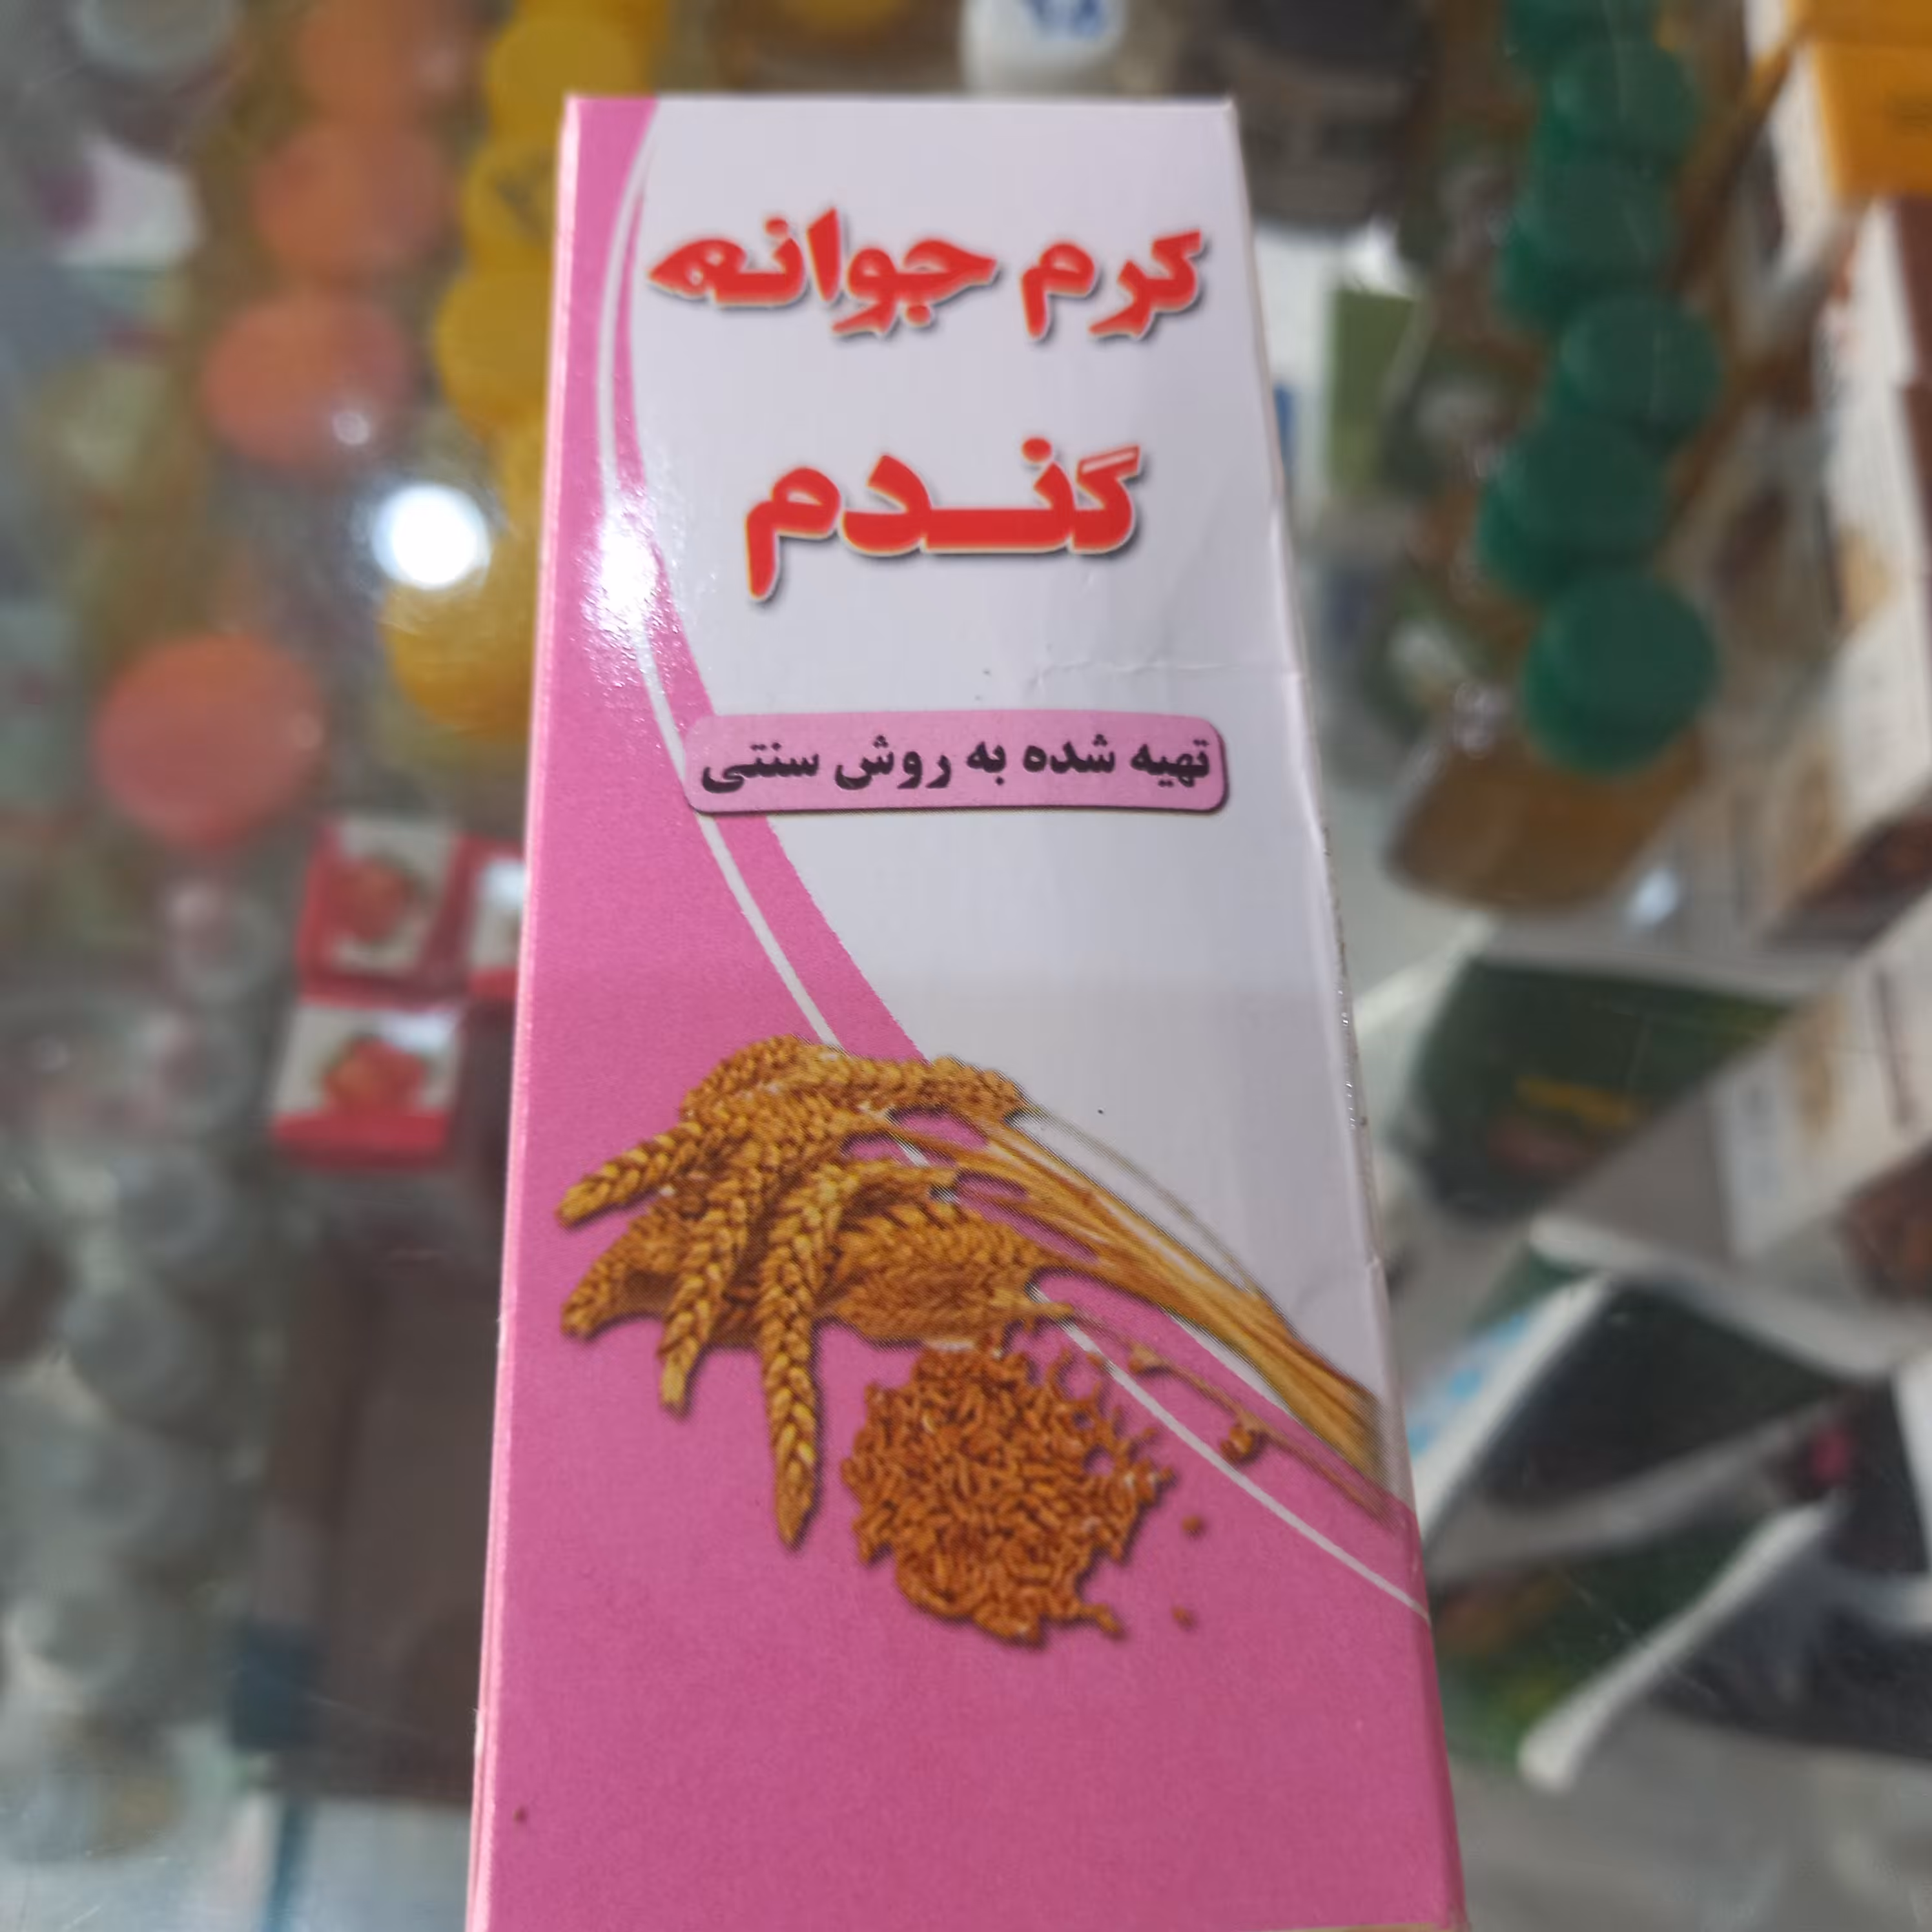 کرم جوانه
گندم
تهیه شده به روش سنتی